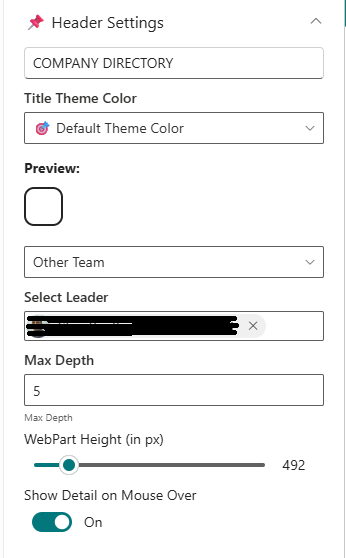 Header Settings
COMPANY DIRECTORY
Title Theme Color
Default Theme Color
Preview:
Other Team
Select Leader
Max Depth
5
Max Depth
WebPart Height (in px)
492
Show Detail on Mouse Over
On